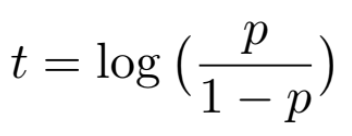 t = log (p / 1 − p)